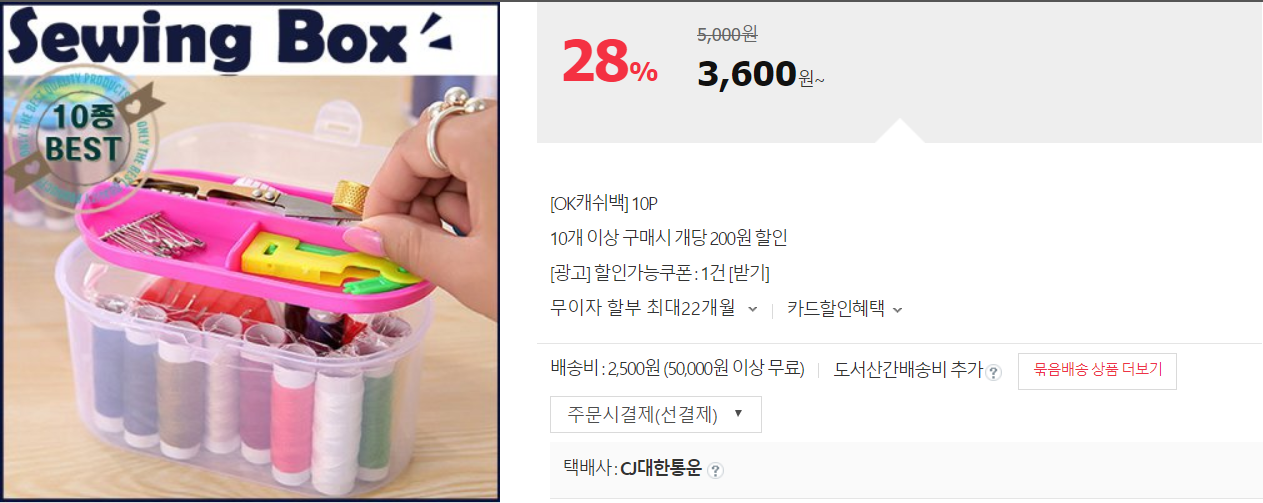 Sewing Box
10종
BEST
ONLY THE BEST QUALITY PRODUCTS
28%
5,000원
3,600원~
[OK캐쉬백] 10P
10개 이상 구매시 개당 200원 할인
[광고] 할인가능쿠폰 : 1건 [받기]
무이자 할부 최대22개월
카드할인혜택
배송비 : 2,500원 (50,000원 이상 무료)
도서산간배송비 추가 ?
묶음배송 상품 더보기
주문시결제(선결제) ▼
택배사 : CJ대한통운 ?